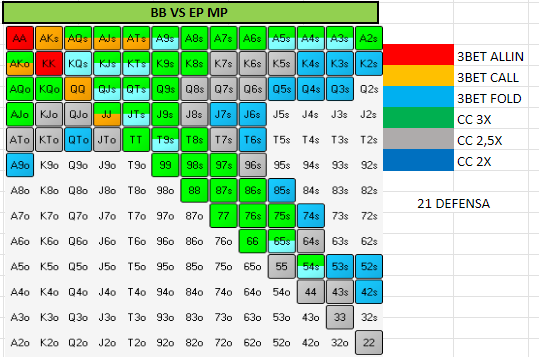 BB VS EP MP
AA AKs AQs AJs ATs A9s A8s A7s A6s A5s A4s A3s A2s
AKo KK KQs KJs KTs K9s K8s K7s K6s K5s K4s K3s K2s 3BET ALLIN
AQo KQo QQ QJs QTs Q9s Q8s Q7s Q6s Q5s Q4s Q3s Q2s 3BET CALL
AJo KJo QJo JJ JTs J9s J8s J7s J6s J5s J4s J3s J2s 3BET FOLD
CC 3X
ATo KTo QTo JTo TT T9s T8s T7s T6s T5s T4s T3s T2s CC 2,5X
A9o K9o Q9o J9o T9o 99 98s 97s 96s 95s 94s 93s 92s CC 2X
A8o K8o Q8o J8o T8o 98o 88 87s 86s 85s 84s 83s 82s 21 DEFENSA
A7o K7o Q7o J7o T7o 97o 87o 77 76s 75s 74s 73s 72s
A6o K6o Q6o J6o T6o 96o 86o 76o 66 65s 64s 63s 62s
A5o K5o Q5o J5o T5o 95o 85o 75o 65o 55 54s 53s 52s
A4o K4o Q4o J4o T4o 94o 84o 74o 64o 54o 44 43s 42s
A3o K3o Q3o J3o T3o 93o 83o 73o 63o 53o 43o 33 32s
A2o K2o Q2o J2o T2o 92o 82o 72o 62o 52o 42o 32o 22